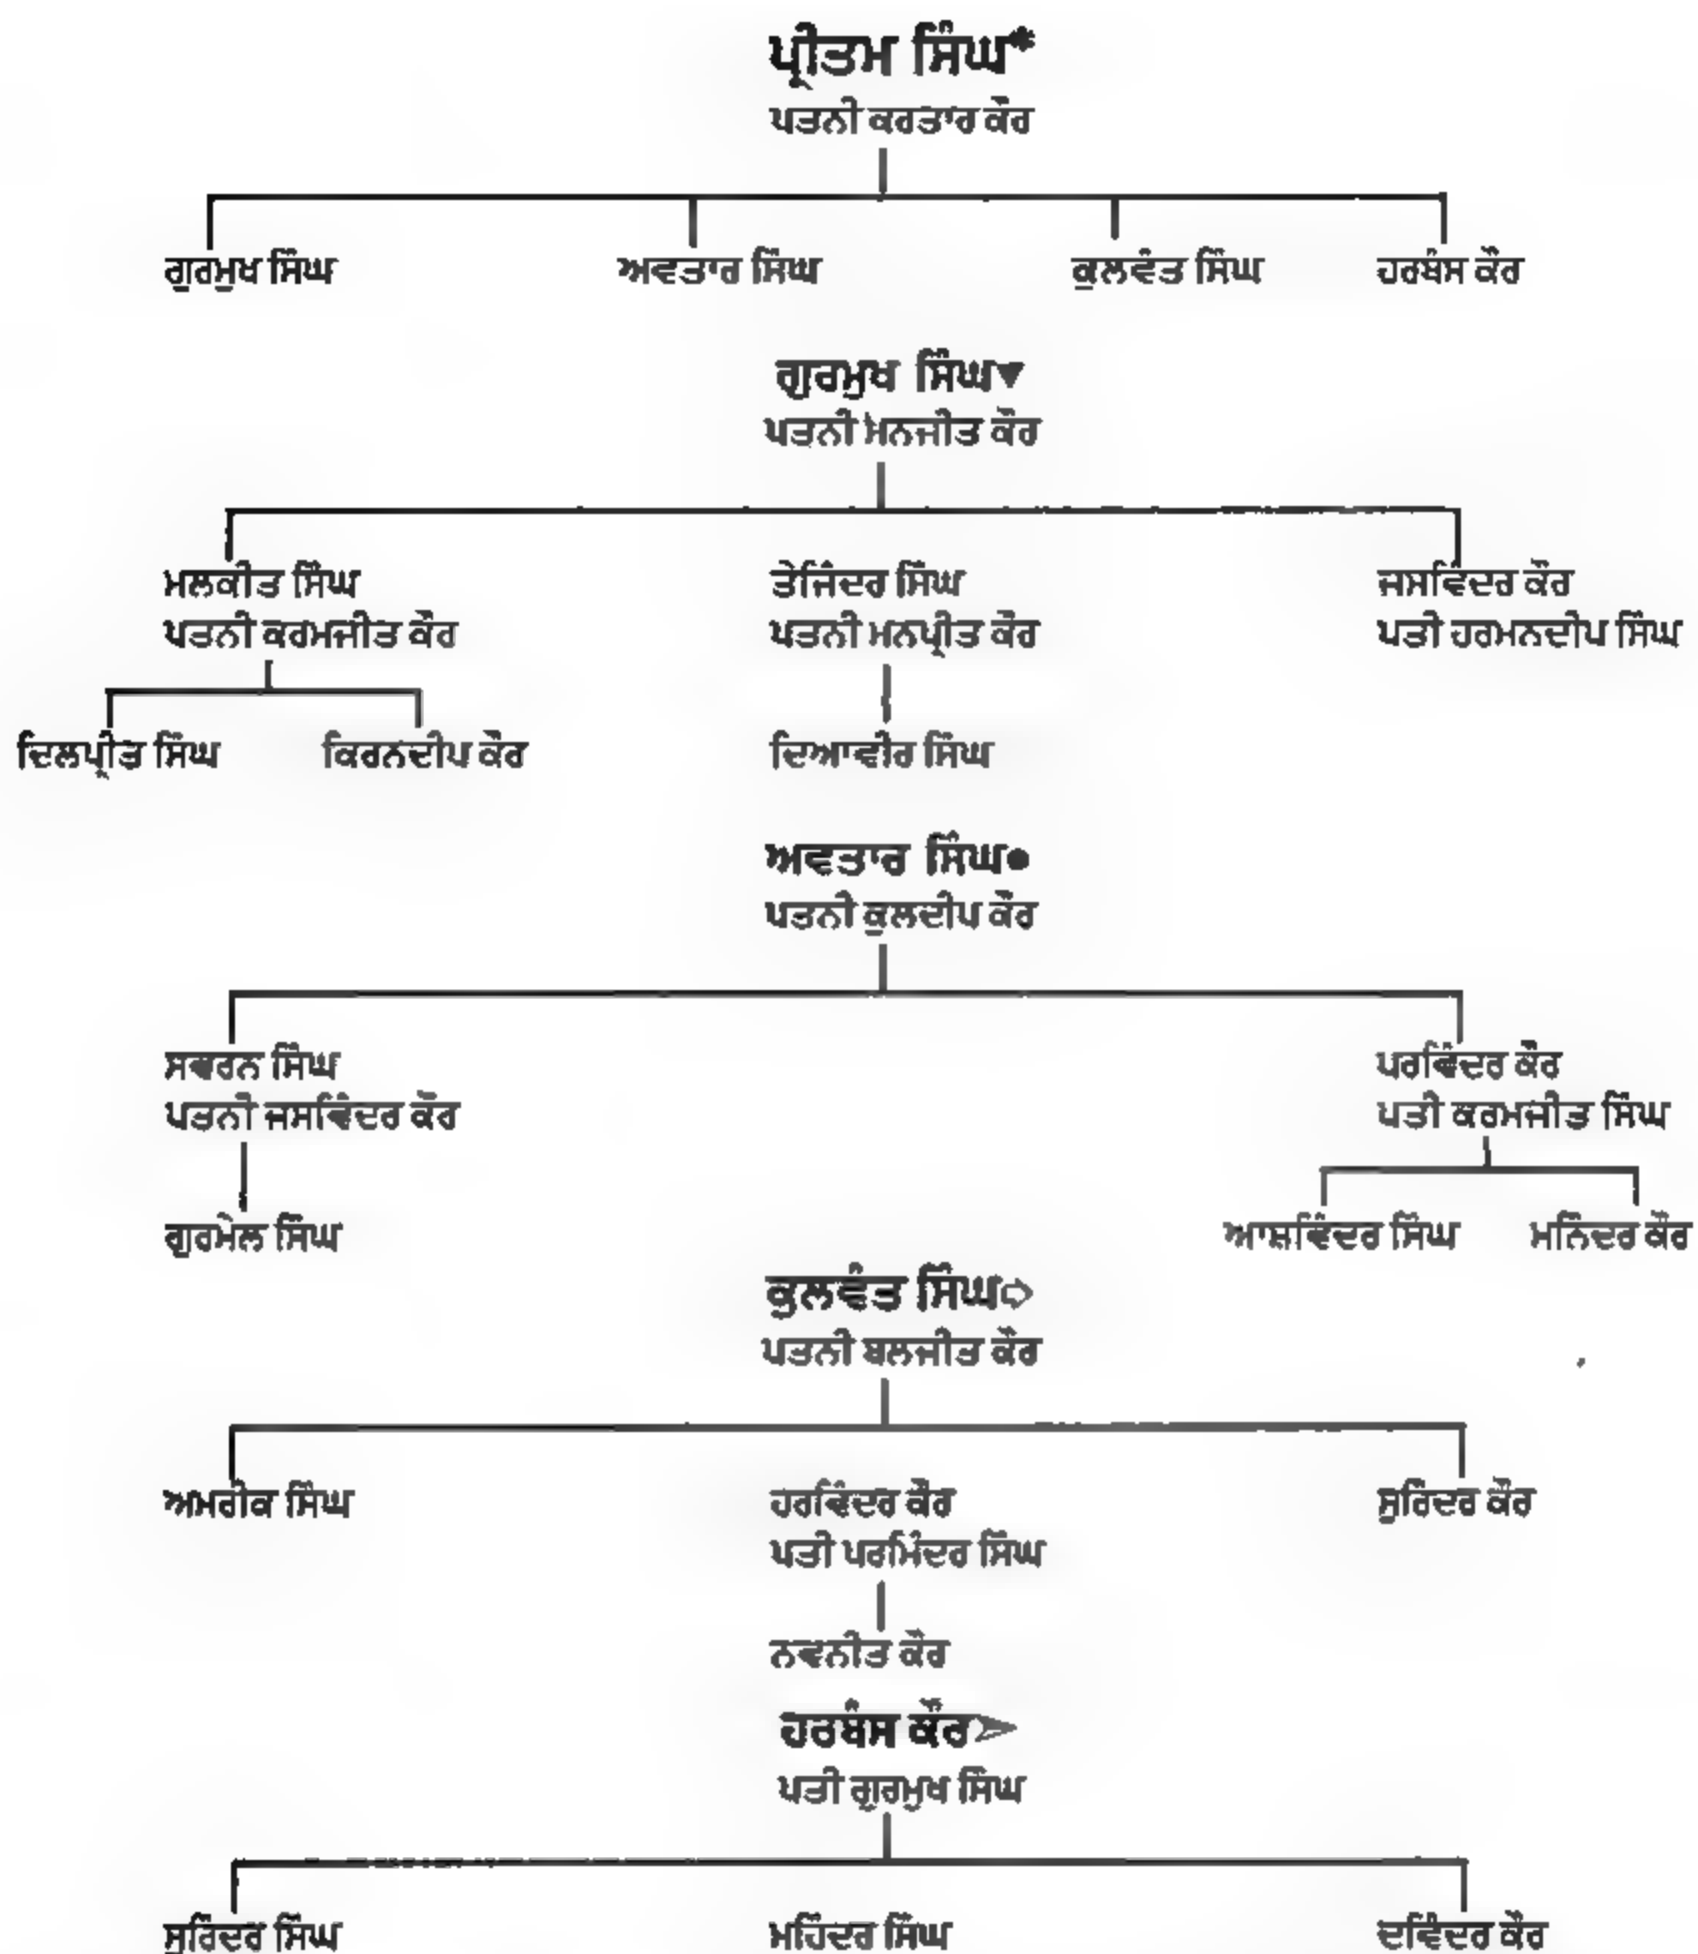 ਪ੍ਰੀਤਮ ਸਿੰਘ*
ਪਤਨੀ ਕਰਤਾਰ ਕੌਰ
ਗੁਰਮੁਖ ਸਿੰਘ ਅਵਤਾਰ ਸਿੰਘ ਕੁਲਵੰਤ ਸਿੰਘ ਹਰਬੰਸ ਕੌਰ
ਗੁਰਮੁਖ ਸਿੰਘ▼
ਪਤਨੀ ਮਨਜੀਤ ਕੌਰ
ਮਲਕੀਤ ਸਿੰਘ ਤੇਜਿੰਦਰ ਸਿੰਘ ਜਸਵਿੰਦਰ ਕੌਰ
ਪਤਨੀ ਕਰਮਜੀਤ ਕੌਰ ਪਤਨੀ ਮਨਪ੍ਰੀਤ ਕੌਰ ਪਤੀ ਹਰਮਨਦੀਪ ਸਿੰਘ
ਦਿਲਪ੍ਰੀਤ ਸਿੰਘ ਕਿਰਨਦੀਪ ਕੌਰ ਦਿਆਵੀਰ ਸਿੰਘ
ਅਵਤਾਰ ਸਿੰਘ●
ਪਤਨੀ ਕੁਲਦੀਪ ਕੌਰ
ਸਵਰਨ ਸਿੰਘ ਪਰਵਿੰਦਰ ਕੌਰ
ਪਤਨੀ ਜਸਵਿੰਦਰ ਕੌਰ ਪਤੀ ਕਰਮਜੀਤ ਸਿੰਘ
ਗੁਰਮੇਲ ਸਿੰਘ ਆਸ਼ਵਿੰਦਰ ਸਿੰਘ ਮਨਿੰਦਰ ਕੌਰ
ਕੁਲਵੰਤ ਸਿੰਘ➪
ਪਤਨੀ ਬਲਜੀਤ ਕੌਰ
ਅਮਰੀਕ ਸਿੰਘ ਹਰਵਿੰਦਰ ਕੌਰ ਸੁਰਿੰਦਰ ਕੌਰ
ਪਤੀ ਪਰਮਿੰਦਰ ਸਿੰਘ
ਨਵਨੀਤ ਕੌਰ
ਹਰਬੰਸ ਕੌਰ➢
ਪਤੀ ਗੁਰਮੁਖ ਸਿੰਘ
ਸੁਰਿੰਦਰ ਸਿੰਘ ਮਹਿੰਦਰ ਸਿੰਘ ਦਵਿੰਦਰ ਕੌਰ